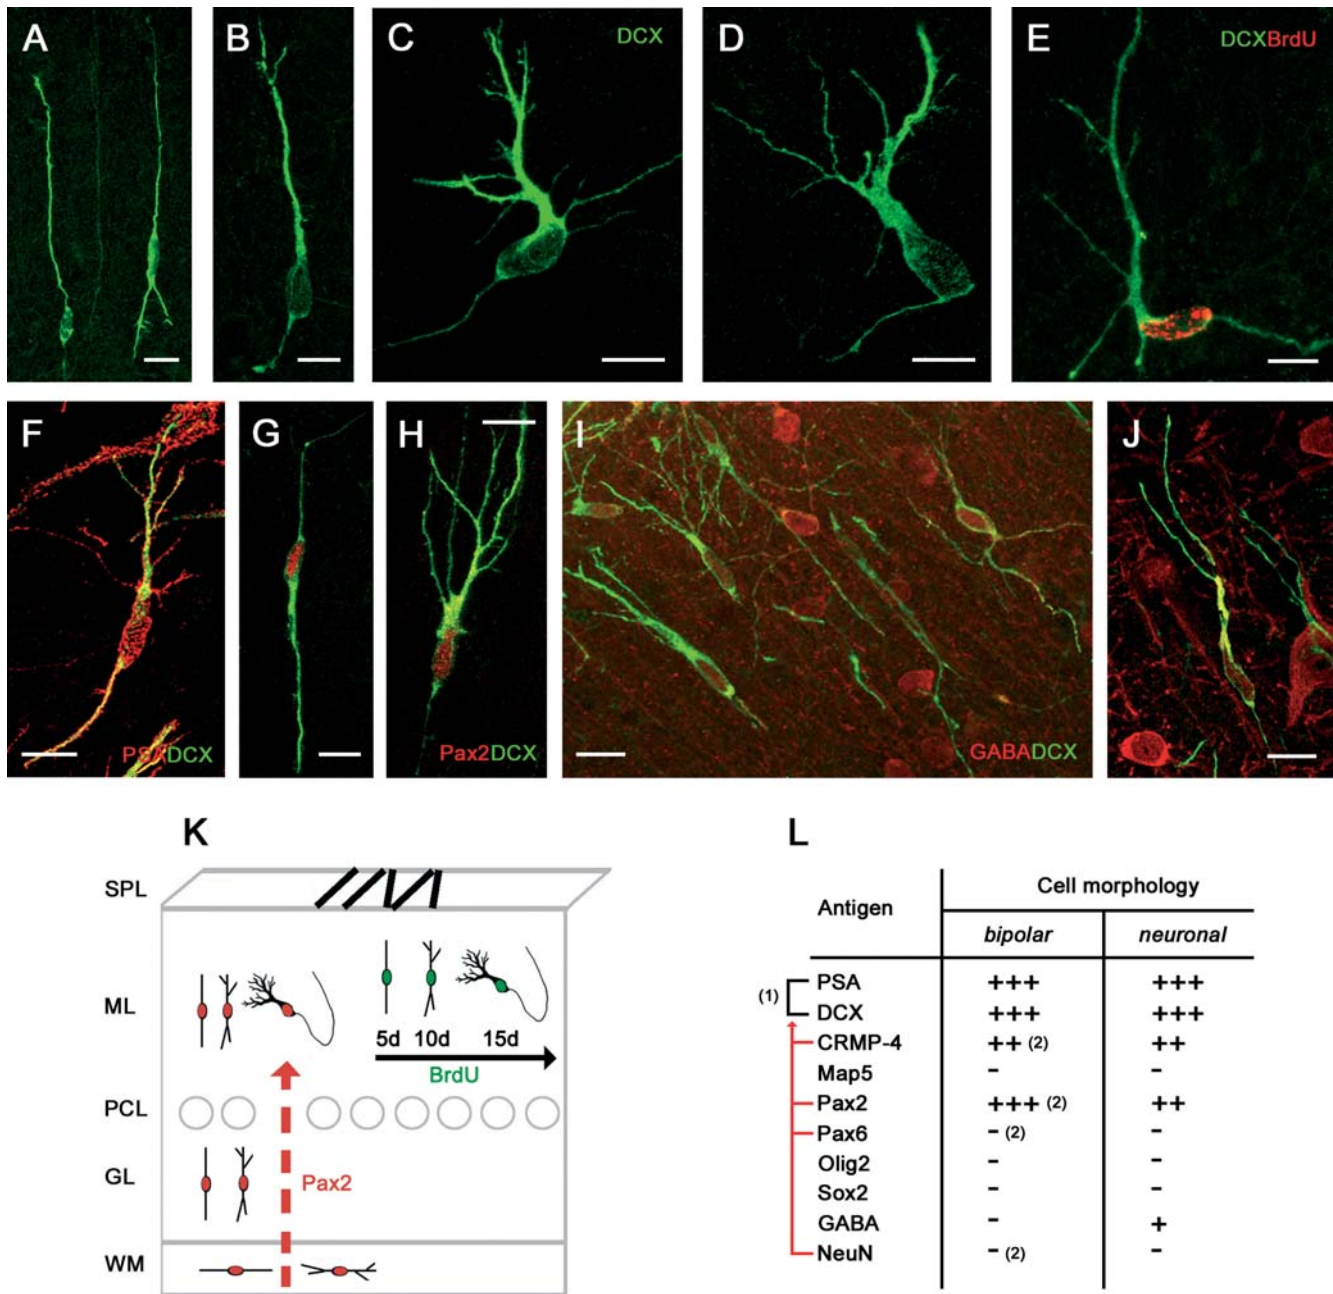 A
B
C
DCX
D
E
DCXBrdU
F
PSADCX
G
H
Pax2DCX
I
GABADCX
J
K
SPL
ML
5d 10d 15d
BrdU
PCL
GL
Pax2
WM
L
Antigen
Cell morphology
bipolar neuronal
(1)
PSA +++ +++
DCX +++ +++
CRMP-4 ++ (2) ++
Map5 - -
Pax2 +++ (2) ++
Pax6 - (2) -
Olig2 - -
Sox2 - -
GABA - +
NeuN - (2) -